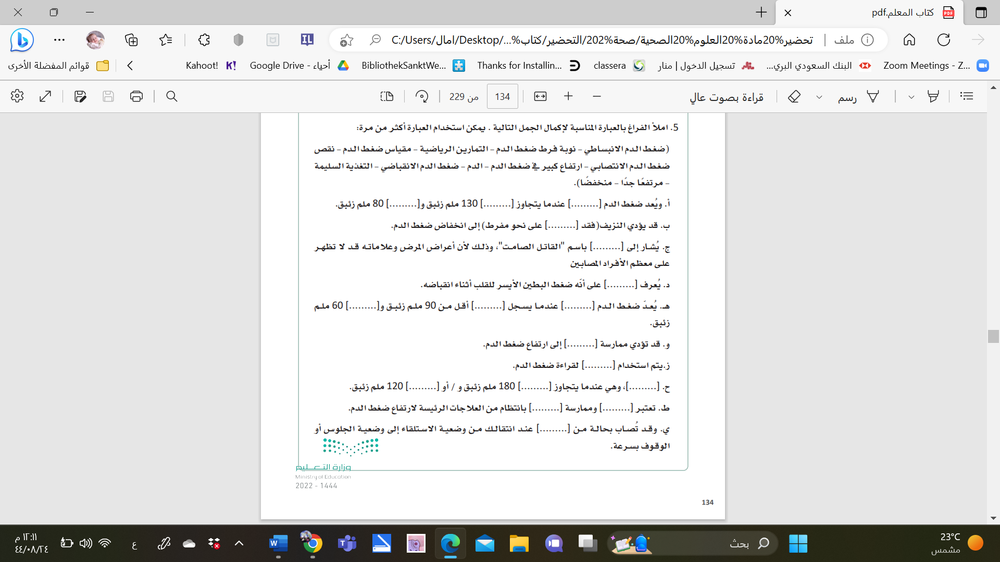 كتاب المعلم.pdf
ملف
C:/Users/امال/Desktop/...%تحضير%20مادة%20العلوم%20الصحية/صحة%202/التحضير/كتاب
Zoom Meetings - Z...
البنك السعودي البري...
تسجيل الدخول | منار
classera
Thanks for Installin...
BibliothekSanktWe...
أحياء - Google Drive
Kahoot!
قوائم المفضلة الأخرى
رسم
قراءة بصوت عالٍ
134
من 229
5. املأ الفراغ بالعبارة المناسبة لإكمال الجمل التالية . يمكن استخدام العبارة أكثر من مرة:
(ضغط الدم الانبساطي – نوبة فرط ضغط الدم – التمارين الرياضية – مقياس ضغط الدم – نقص
ضغط الدم الانتصابي – ارتفاع كبير في ضغط الدم – الدم – ضغط الدم الانقباضي – التغذية السليمة
– مرتفعًا جدًا – منخفضًا).
أ. ويُعد ضغط الدم [.........] عندما يتجاوز [.........] 130 ملم زئبق و[.........] 80 ملم زئبق.
ب. قد يؤدي النزيف(فقد [.........] على نحو مفرط) إلى انخفاض ضغط الدم.
ج. يُشار إلى [.........] باسم "القاتل الصامت"، وذلك لأن أعراض المرض وعلاماته قد لا تظهر
على معظم الأفراد المصابين
د. يُعرف [.........] على أنّه ضغط البطين الأيسر للقلب أثناء انقباضه.
هـ. يُعدّ ضغط الدم [.........] عندما يسجل [.........] أقل من 90 ملم زئبق و[.........] 60 ملم
زئبق.
و. قد تؤدي ممارسة [.........] إلى ارتفاع ضغط الدم.
ز.يتم استخدام [.........] لقراءة ضغط الدم.
ح. [.........]، وهي عندما يتجاوز [.........] 180 ملم زئبق و / أو [.........] 120 ملم زئبق.
ط. تعتبر [.........] وممارسة [.........] بانتظام من العلاجات الرئيسة لارتفاع ضغط الدم.
ي. وقد تُصاب بحالة من [.........] عند انتقالك من وضعية الاستلقاء إلى وضعية الجلوس أو
الوقوف بسرعة.
وزارة التعليم
Ministry of Education
2022 - 1444
134
23°C
مشمس
بحث
ع
١٢:١١ م
٤٤/٠٨/٢٤